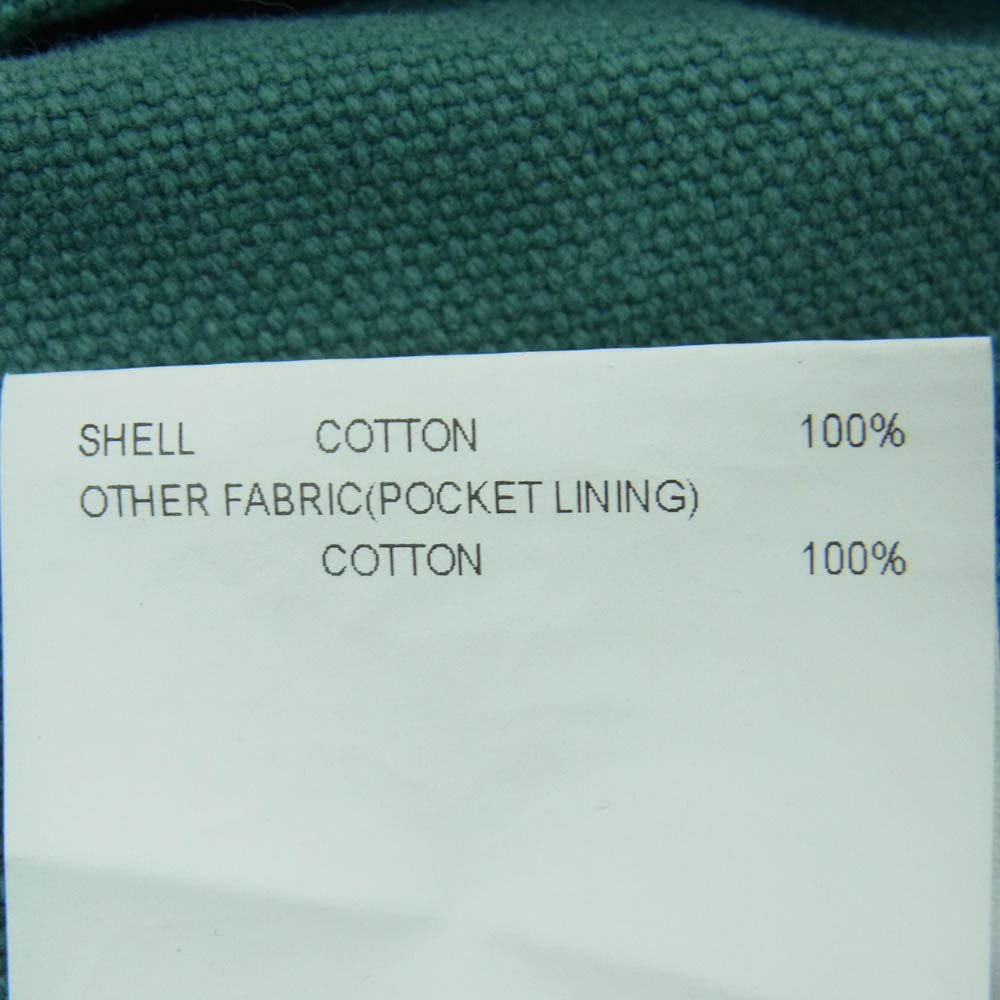 SHELL COTTON 100%
OTHER FABRIC(POCKET LINING)
COTTON 100%